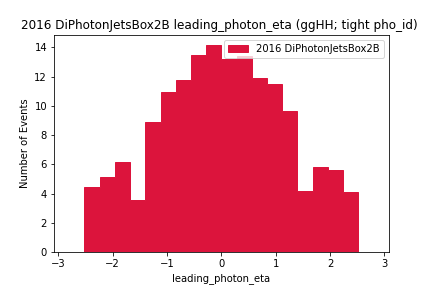 2016 DiPhotonJetsBox2B leading_photon_eta (ggHH; tight pho_id)
2016 DiPhotonJetsBox2B
Number of Events
14
12
10
8
6
4
2
0
−3 −2 −1 0 1 2 3
leading_photon_eta